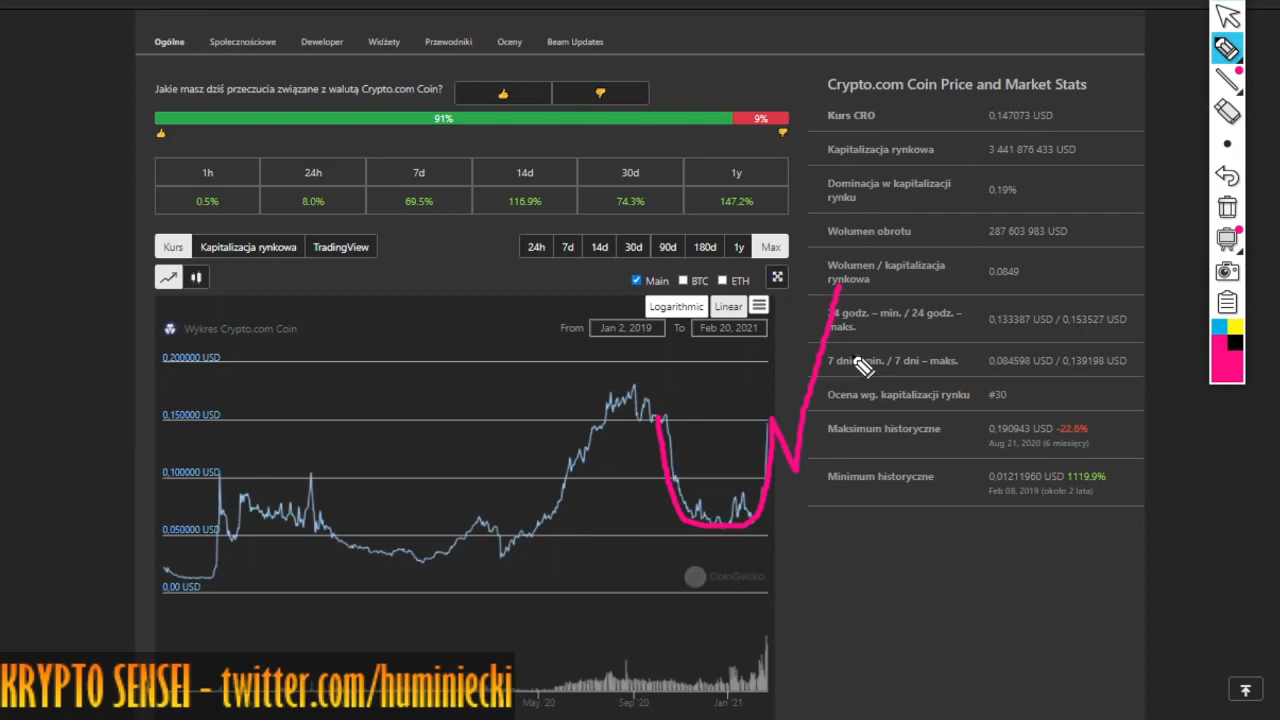 Ogólne Społecznościowe Deweloper Widżety Przewodniki Oceny Beam Updates
Jakie masz dziś przeczucia związane z walutą Crypto.com Coin?
91% 9%
1h 24h 7d 14d 30d 1y
0.5% 8.0% 69.5% 116.9% 74.3% 147.2%
Kurs Kapitalizacja rynkowa TradingView 24h 7d 14d 30d 90d 180d 1y Max
Main BTC ETH
Logarithmic Linear
Wykres Crypto.com Coin From Jan 2, 2019 To Feb 20, 2021
0,200000 USD
0,150000 USD
0,100000 USD
0,050000 USD
0,00 USD
CoinGecko
May '20 Sep '20 Jan '21
Crypto.com Coin Price and Market Stats
Kurs CRO 0,147073 USD
Kapitalizacja rynkowa 3 441 876 433 USD
Dominacja w kapitalizacji
rynku 0,19%
Wolumen obrotu 287 603 983 USD
Wolumen / kapitalizacja
rynkowa 0.0849
24 godz. – min. / 24 godz. –
maks. 0,133387 USD / 0,153527 USD
7 dni – min. / 7 dni – maks. 0,084598 USD / 0,139198 USD
Ocena wg. kapitalizacji rynku #30
Maksimum historyczne 0,190943 USD -22.6%
Aug 21, 2020 (6 miesięcy)
Minimum historyczne 0,01211960 USD 1119.9%
Feb 08, 2019 (około 2 lata)
KRYPTO SENSEI - twitter.com/huminiecki